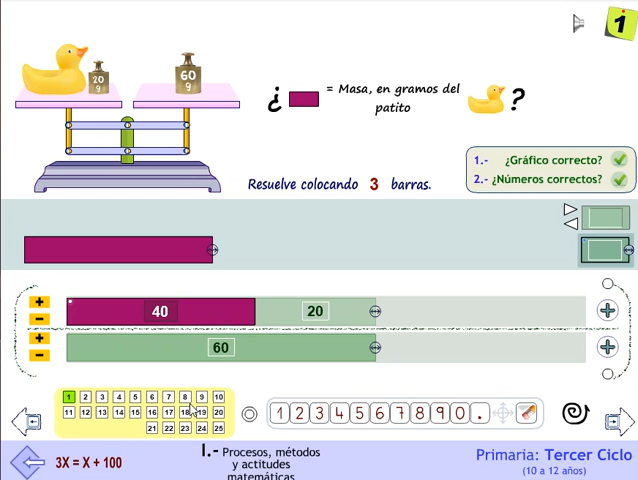 1
20
g
60
g
¿ = Masa, en gramos del
patito ?
1.- ¿Gráfico correcto?
2.- ¿Números correctos?
Resuelve colocando 3 barras.
+
-
40 20
+
+
-
60
+
1 2 3 4 5 6 7 8 9 10
11 12 13 14 15 16 17 18 19 20
21 22 23 24 25
1 2 3 4 5 6 7 8 9 0 .
3X = X + 100
I.- Procesos, métodos
y actitudes
matemáticas
Primaria: Tercer Ciclo
(10 a 12 años)